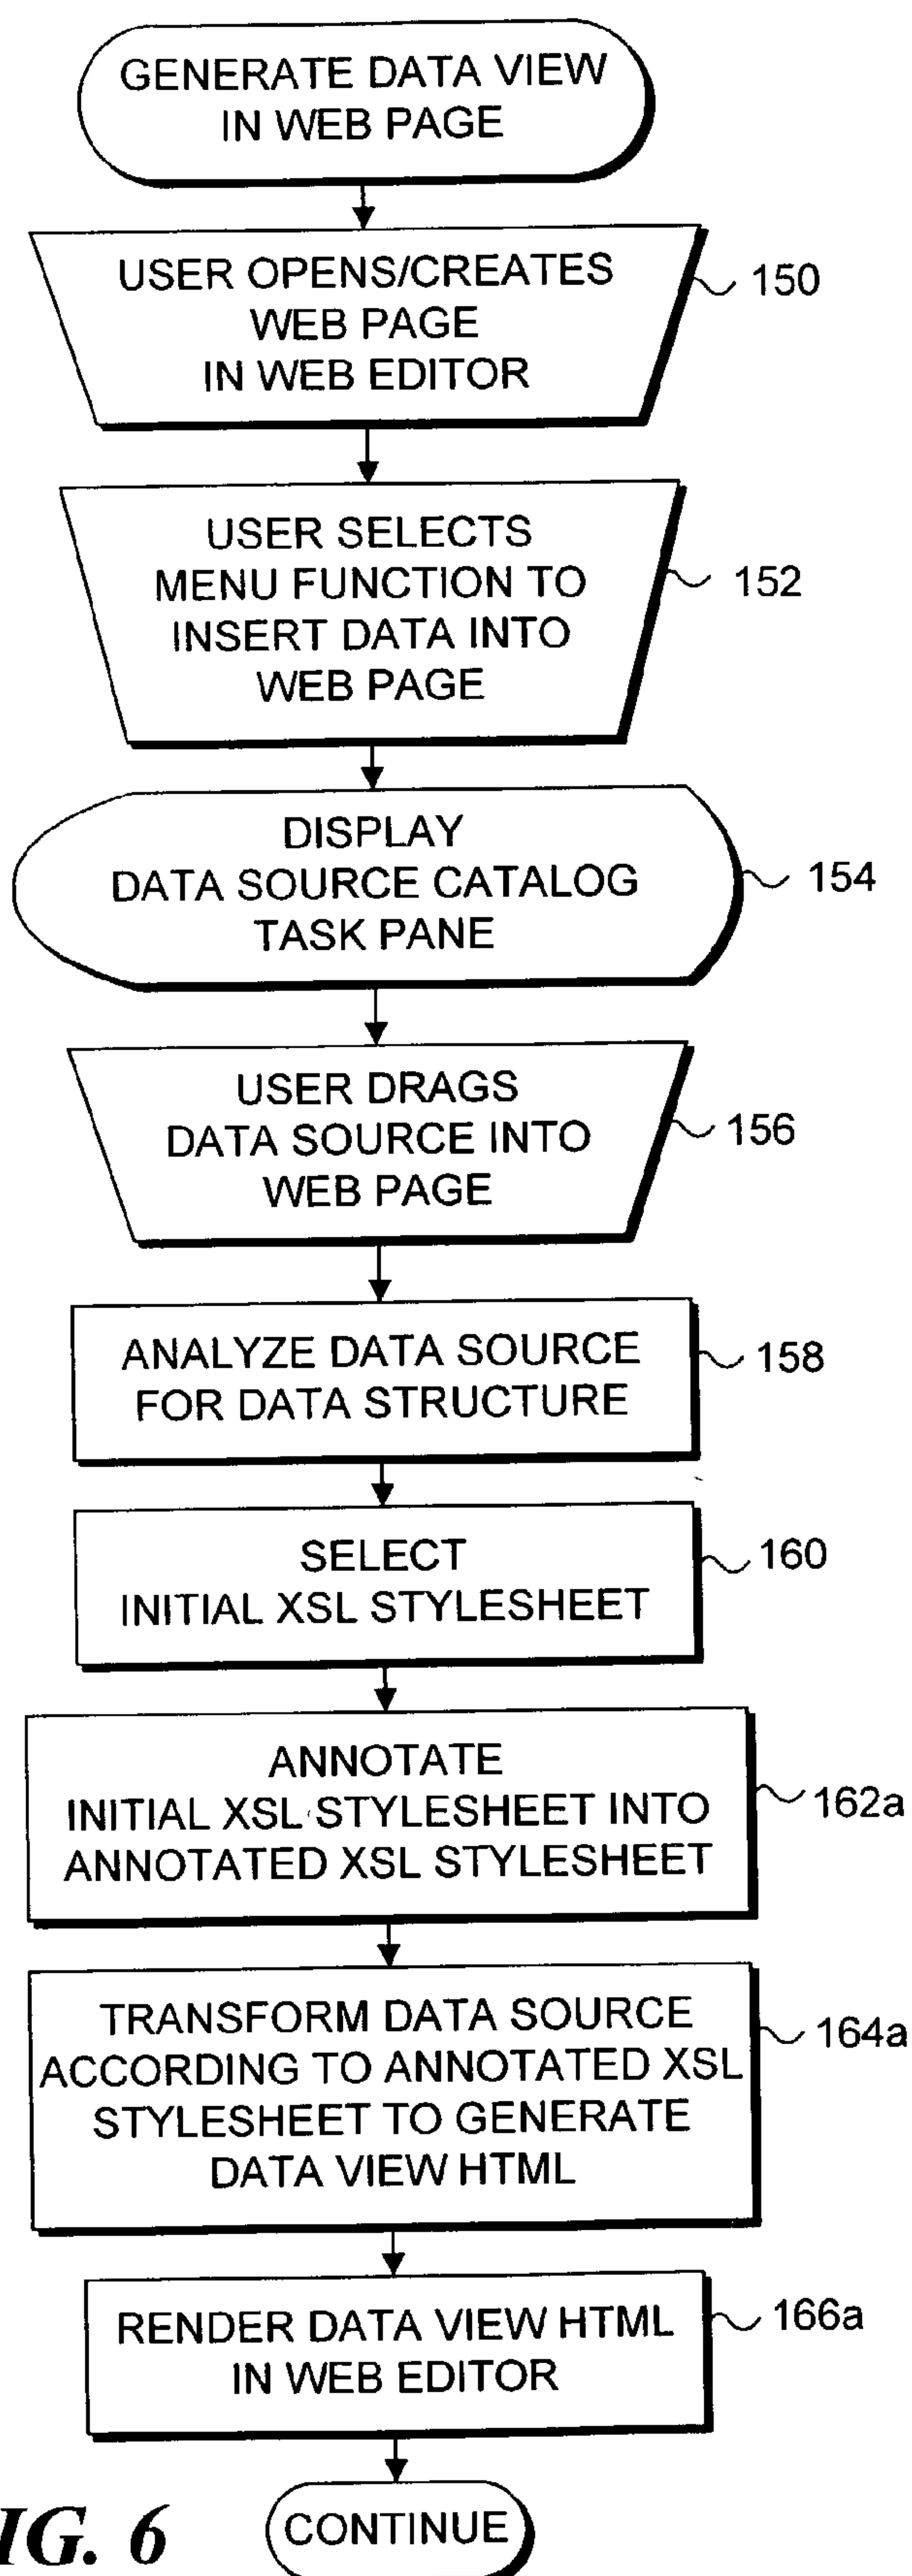 GENERATE DATA VIEW
IN WEB PAGE
USER OPENS/CREATES
WEB PAGE
IN WEB EDITOR
150
USER SELECTS
MENU FUNCTION TO
INSERT DATA INTO
WEB PAGE
152
DISPLAY
DATA SOURCE CATALOG
TASK PANE
154
USER DRAGS
DATA SOURCE INTO
WEB PAGE
156
ANALYZE DATA SOURCE
FOR DATA STRUCTURE
158
SELECT
INITIAL XSL STYLESHEET
160
ANNOTATE
INITIAL XSL STYLESHEET INTO
ANNOTATED XSL STYLESHEET
162a
TRANSFORM DATA SOURCE
ACCORDING TO ANNOTATED XSL
STYLESHEET TO GENERATE
DATA VIEW HTML
164a
RENDER DATA VIEW HTML
IN WEB EDITOR
166a
CONTINUE
IG. 6